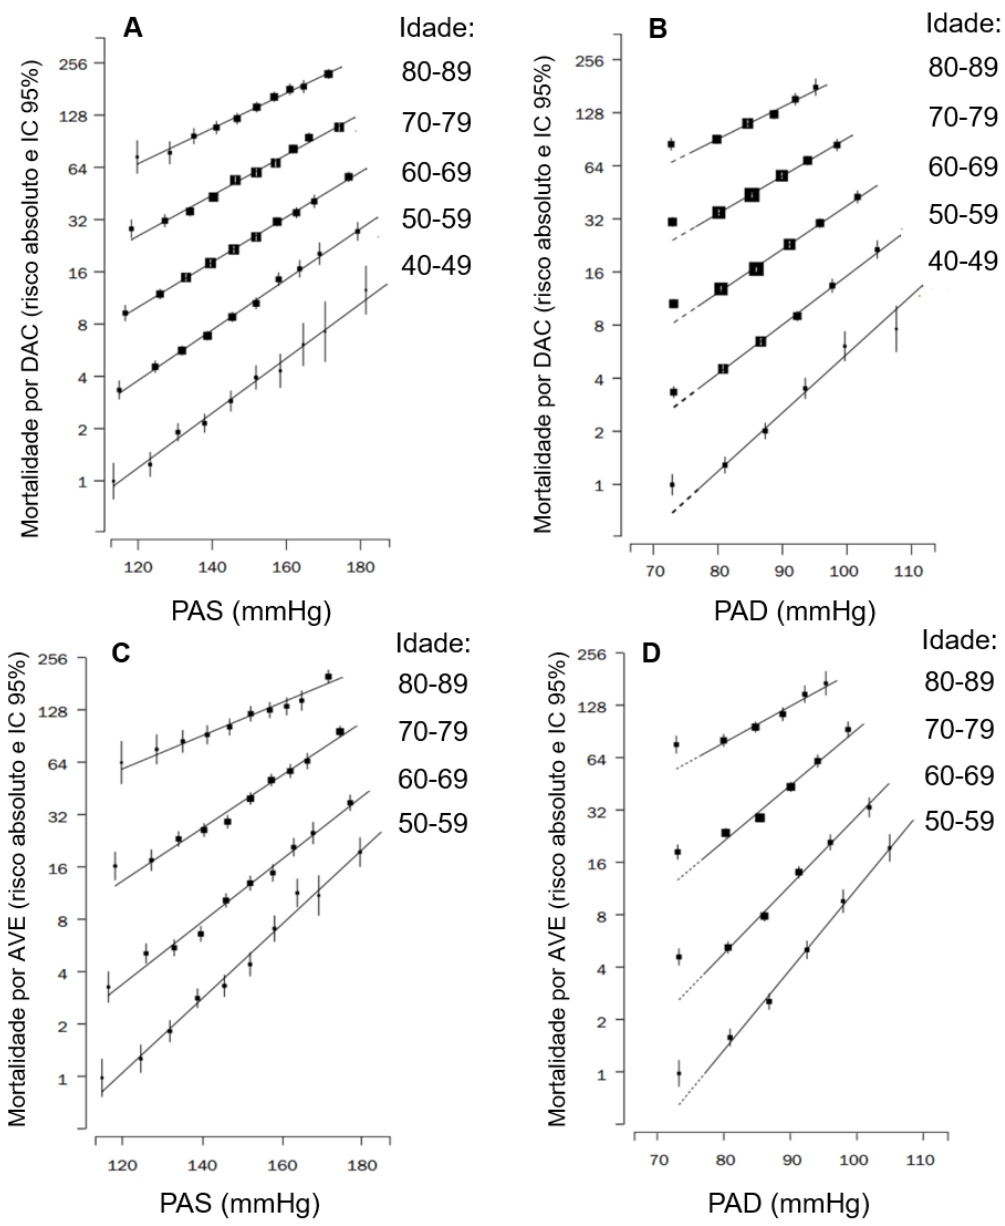 A
Idade:
80-89
70-79
60-69
50-59
40-49
Mortalidade por DAC (risco absoluto e IC 95%)
256
128
64
32
16
8
4
2
1
120 140 160 180
PAS (mmHg)
B
Idade:
80-89
70-79
60-69
50-59
40-49
Mortalidade por DAC (risco absoluto e IC 95%)
256
128
64
32
16
8
4
2
1
70 80 90 100 110
PAD (mmHg)
C
Idade:
80-89
70-79
60-69
50-59
Mortalidade por AVE (risco absoluto e IC 95%)
256
128
64
32
16
8
4
2
1
120 140 160 180
PAS (mmHg)
D
Idade:
80-89
70-79
60-69
50-59
Mortalidade por AVE (risco absoluto e IC 95%)
256
128
64
32
16
8
4
2
1
70 80 90 100 110
PAD (mmHg)